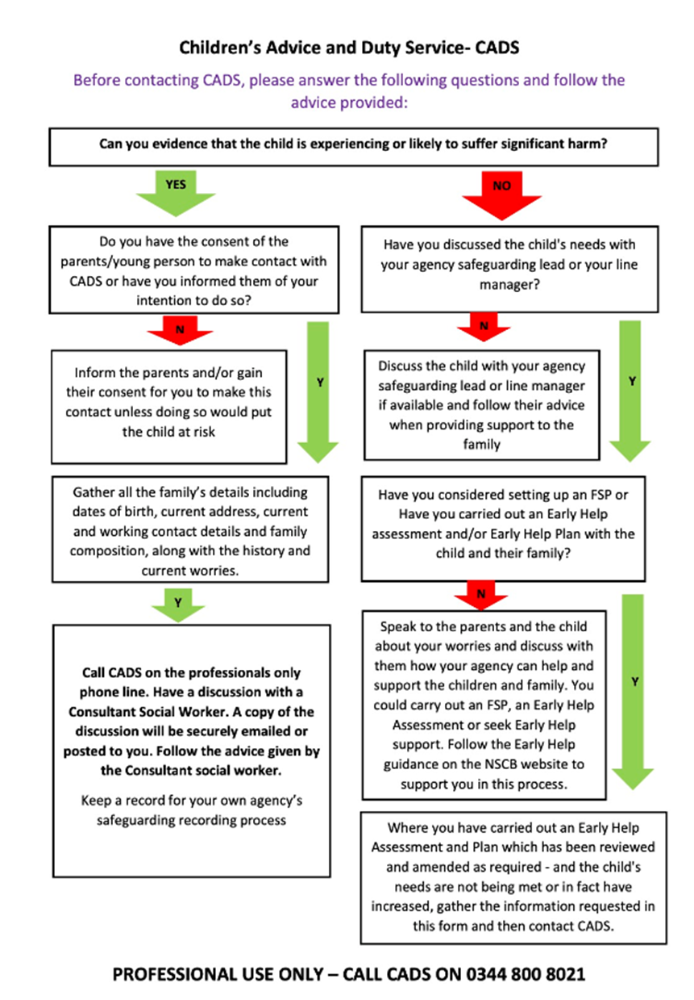 Children's Advice and Duty Service- CADS
Before contacting CADS, please answer the following questions and follow the
advice provided:
Can you evidence that the child is experiencing or likely to suffer significant harm?
YES
NO
Do you have the consent of the
parents/young person to make contact with
CADS or have you informed them of your
intention to do so?
Have you discussed the child's needs with
your agency safeguarding lead or your line
manager?
N
Y
N
Y
Inform the parents and/or gain
their consent for you to make this
contact unless doing so would put
the child at risk
Discuss the child with your agency
safeguarding lead or line manager
if available and follow their advice
when providing support to the
family
Gather all the family's details including
dates of birth, current address, current
and working contact details and family
composition, along with the history and
current worries.
Have you considered setting up an FSP or
Have you carried out an Early Help
assessment and/or Early Help Plan with the
child and their family?
Y
N
Y
Call CADS on the professionals only
phone line. Have a discussion with a
Consultant Social Worker. A copy of the
discussion will be securely emailed or
posted to you. Follow the advice given by
the Consultant social worker.
Keep a record for your own agency's
safeguarding recording process
Speak to the parents and the child
about your worries and discuss with
them how your agency can help and
support the children and family. You
could carry out an FSP, an Early Help
Assessment or seek Early Help
support. Follow the Early Help
guidance on the NSCB website to
support you in this process.
Where you have carried out an Early Help
Assessment and Plan which has been reviewed
and amended as required - and the child's
needs are not being met or in fact have
increased, gather the information requested in
this form and then contact CADS.
PROFESSIONAL USE ONLY – CALL CADS ON 0344 800 8021